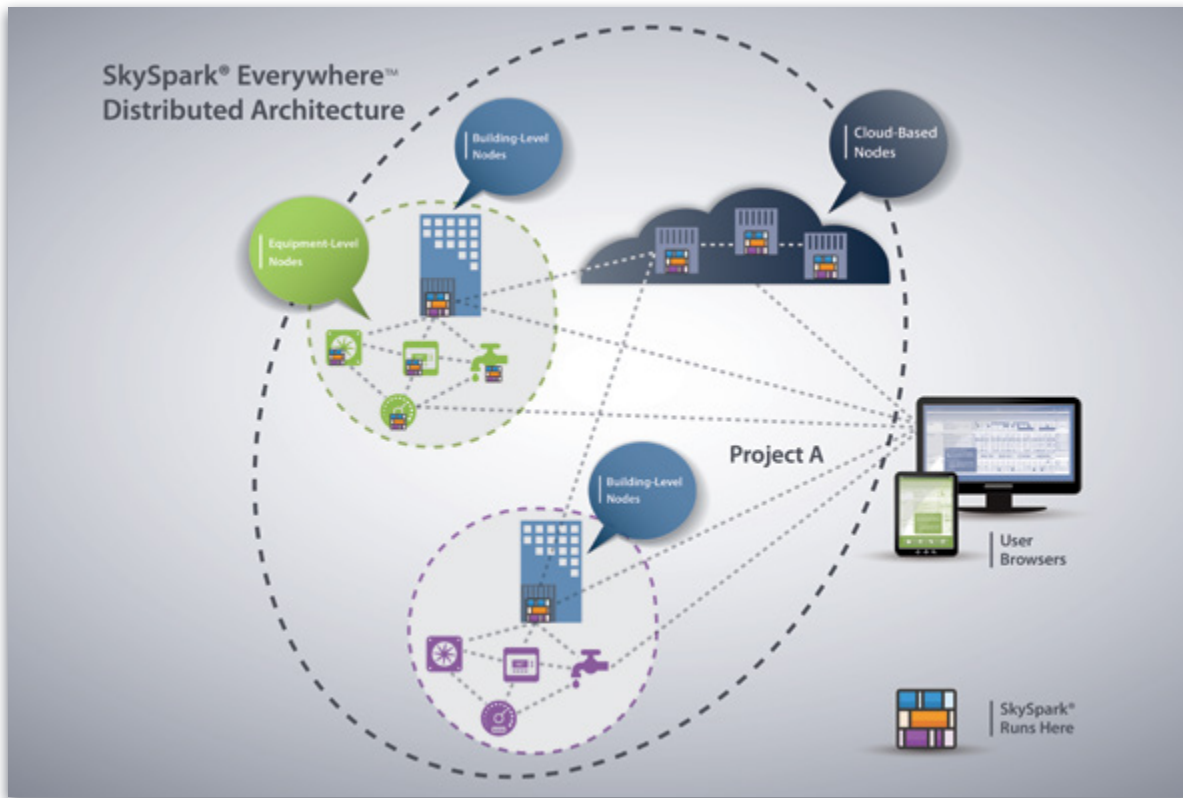 SkySpark® Everywhere™
Distributed Architecture
Building-Level
Nodes
Cloud-Based
Nodes
Equipment-Level
Nodes
Project A
Building-Level
Nodes
User
Browsers
SkySpark®
Runs Here